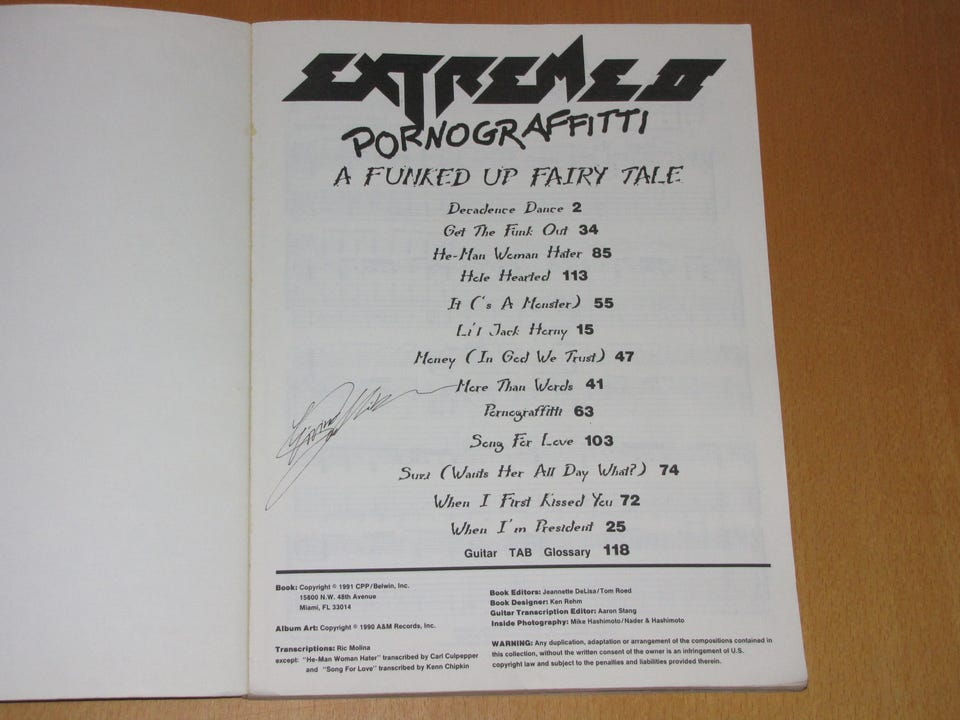 EXTREME II
PORNOGRAFFITTI
A FUNKED UP FAIRY TALE
Decadence Dance 2
Get The Funk Out 34
He-Man Woman Hater 85
Hole Hearted 113
It ('s A Monster) 55
Li'l Jack Horny 15
Money (In God We Trust) 47
More Than Words 41
Pornograffitti 63
Song For Love 103
Suzi (Wants Her All Day What?) 74
When I First Kissed You 72
When I'm President 25
Guitar TAB Glossary 118
Book: Copyright © 1991 CPP/Belwin, Inc.
15800 N.W. 48th Avenue
Miami, FL 33014
Album Art: Copyright © 1990 A&M Records, Inc.
Transcriptions: Ric Molina
except: "He-Man Woman Hater" transcribed by Carl Culpepper
and "Song For Love" transcribed by Kenn Chipkin
Book Editors: Jeannette DeLisa/Tom Roed
Book Designer: Ken Rehm
Guitar Transcription Editor: Aaron Stang
Inside Photography: Mike Hashimoto/Nader & Hashimoto
WARNING: Any duplication, adaptation or arrangement of the compositions contained in
this collection, without the written consent of the owner is an infringement of U.S.
copyright law and subject to the penalties and liabilities provided therein.